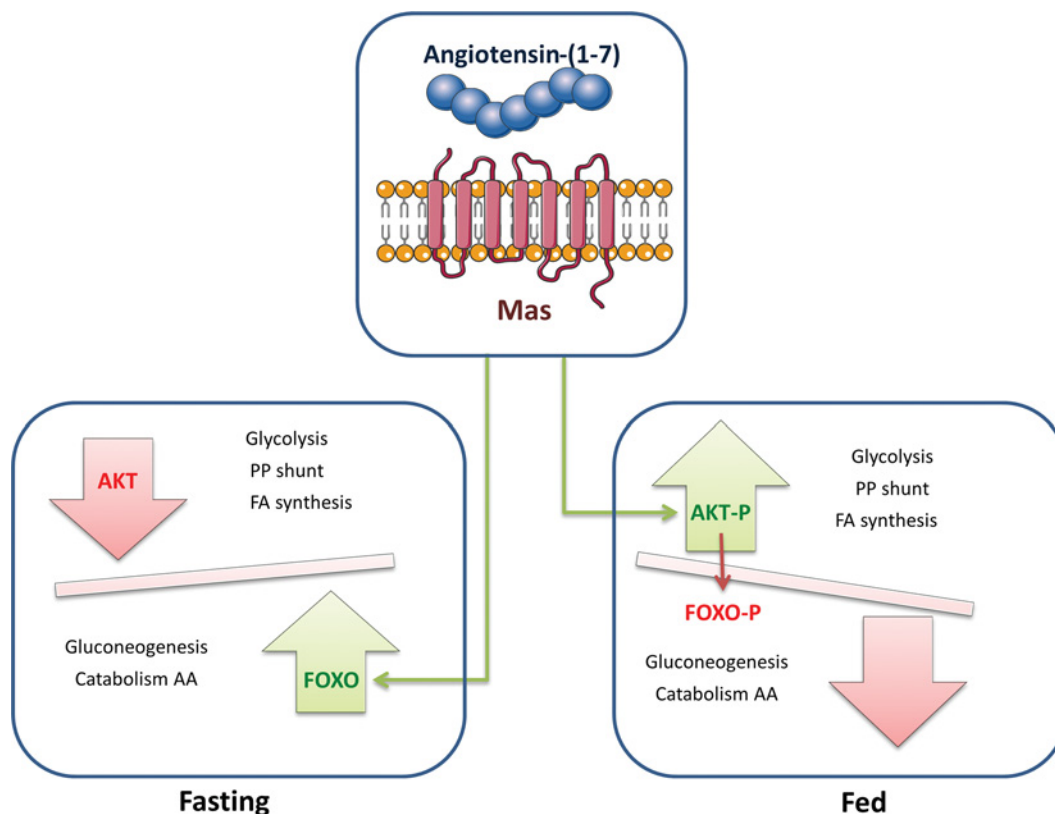 Angiotensin-(1-7)
Mas
AKT
Glycolysis
PP shunt
FA synthesis
Gluconeogenesis
Catabolism AA
FOXO
Fasting
AKT-P
Glycolysis
PP shunt
FA synthesis
FOXO-P
Gluconeogenesis
Catabolism AA
Fed